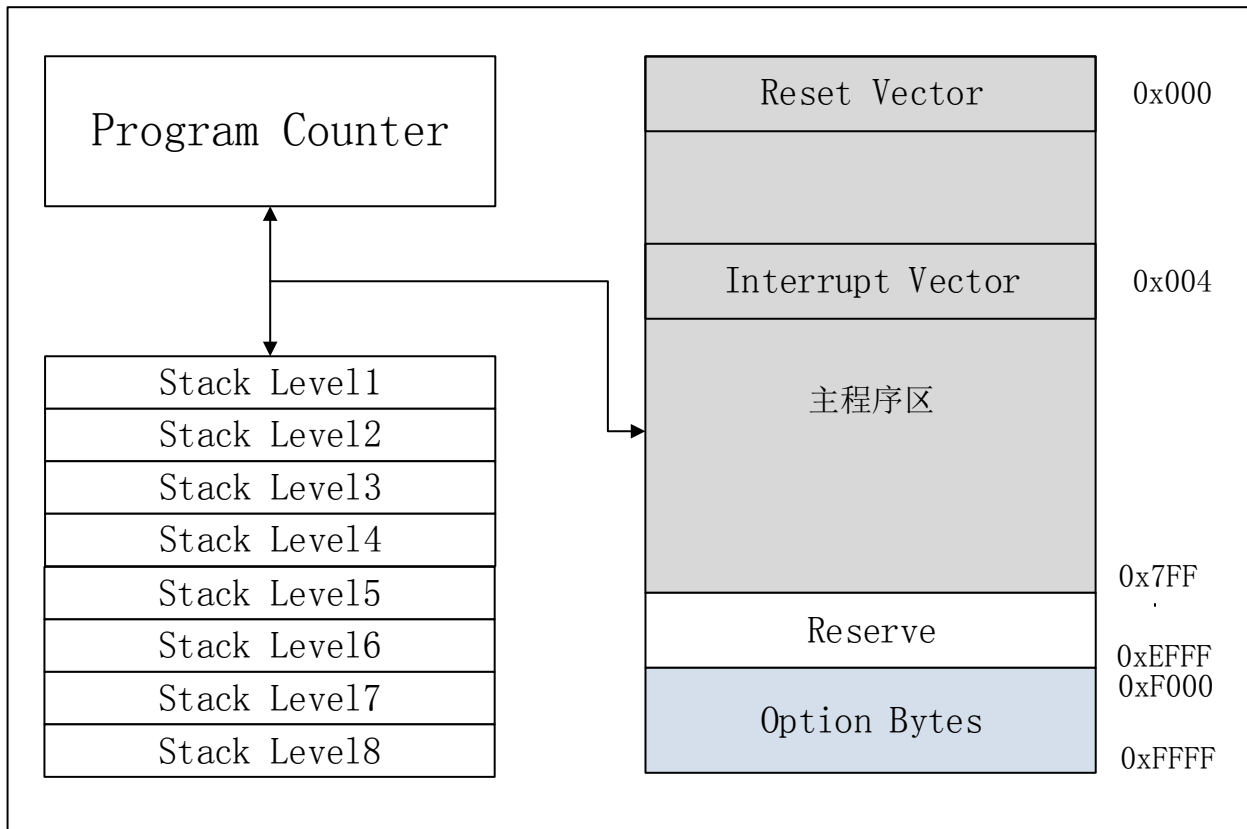 Program Counter
Stack Level1
Stack Level2
Stack Level3
Stack Level4
Stack Level5
Stack Level6
Stack Level7
Stack Level8
Reset Vector
0x000
Interrupt Vector
0x004
主程序区
0x7FF
Reserve
0xEFFF
0xF000
Option Bytes
0xFFFF